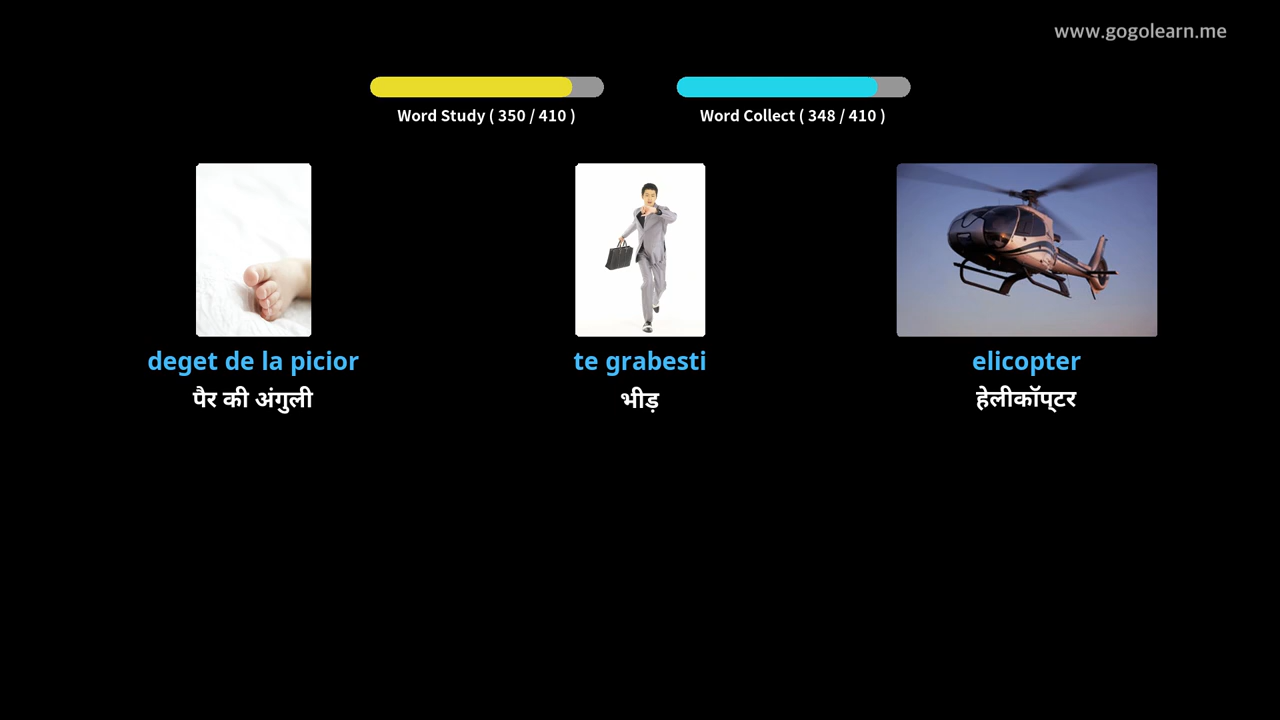 www.gogolearn.me
Word Study ( 350 / 410 )
Word Collect ( 348 / 410 )
deget de la picior
te grabesti
elicopter
पैर की अंगुली
भीड़
हेलीकॉप्टर